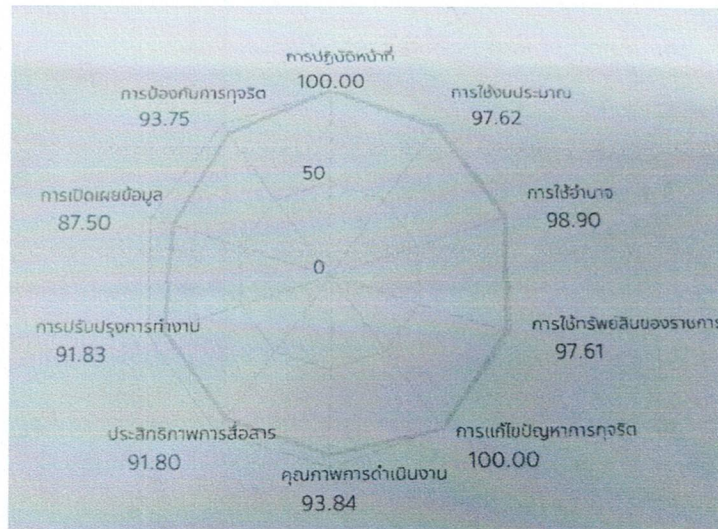 การปฏิบัติหน้าที่
100.00
การป้องกันการทุจริต
93.75
การใช้งบประมาณ
97.62
50
การเปิดเผยข้อมูล
87.50
การใช้อำนาจ
98.90
0
การปรับปรุงการทำงาน
91.83
การใช้ทรัพย์สินของราชการ
97.61
ประสิทธิภาพการสื่อสาร
91.80
การแก้ไขปัญหาการทุจริต
100.00
คุณภาพการดำเนินงาน
93.84